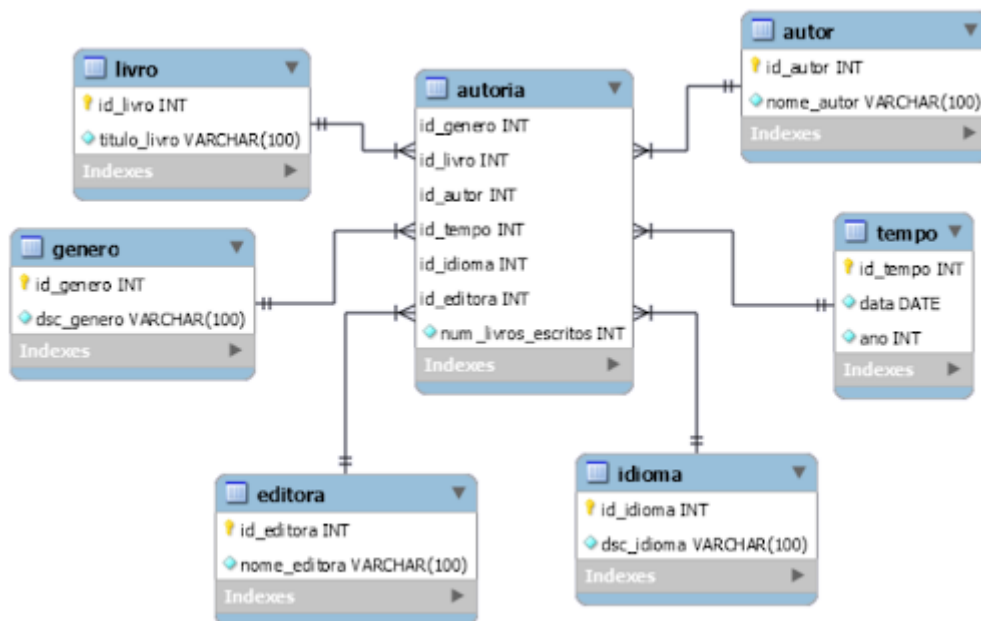 livro
id_livro INT
titulo_livro VARCHAR(100)
Indexes
genero
id_genero INT
dsc_genero VARCHAR(100)
Indexes
autoria
id_genero INT
id_livro INT
id_autor INT
id_tempo INT
id_idioma INT
id_editora INT
num_livros_escritos INT
Indexes
autor
id_autor INT
nome_autor VARCHAR(100)
Indexes
tempo
id_tempo INT
data DATE
ano INT
Indexes
editora
id_editora INT
nome_editora VARCHAR(100)
Indexes
idioma
id_idioma INT
dsc_idioma VARCHAR(100)
Indexes